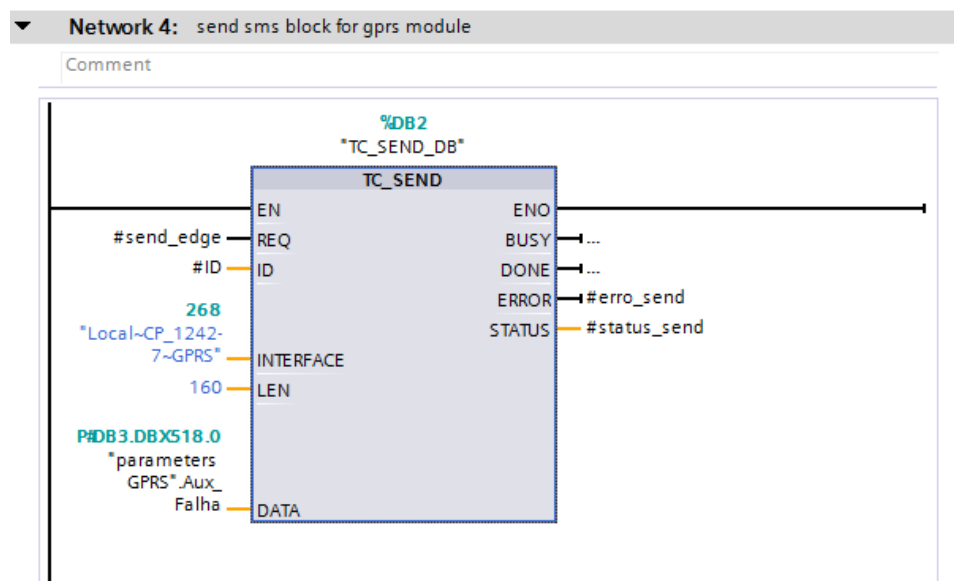 Network 4: send sms block for gprs module
Comment
%DB2
"TC_SEND_DB"
TC_SEND
EN ENO
#send_edge REQ BUSY ...
#ID ID DONE ...
ERROR #erro_send
268
STATUS #status_send
"Local~CP_1242-
7~GPRS" INTERFACE
160 LEN
P#DB3.DBX518.0
"parameters
GPRS".Aux_
Falha DATA